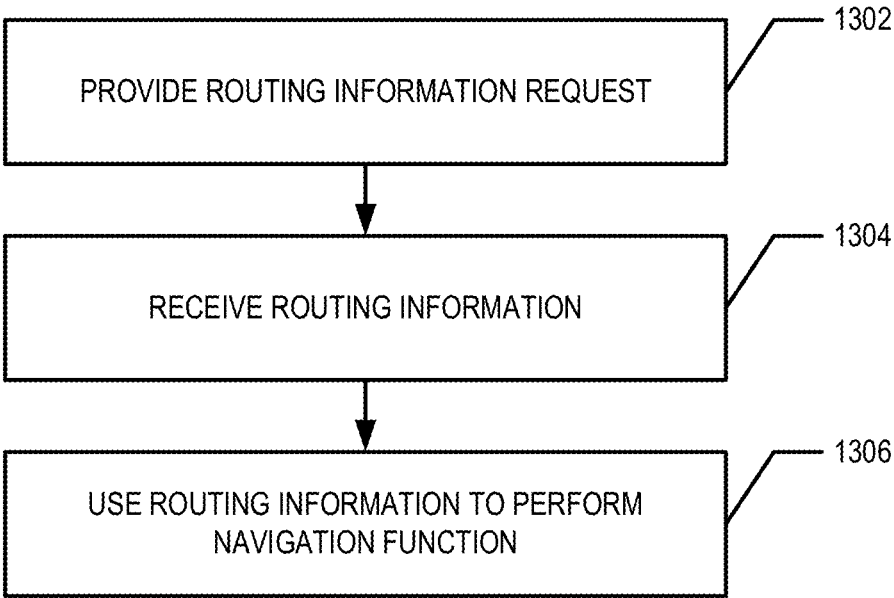 1302
PROVIDE ROUTING INFORMATION REQUEST
1304
RECEIVE ROUTING INFORMATION
1306
USE ROUTING INFORMATION TO PERFORM
NAVIGATION FUNCTION